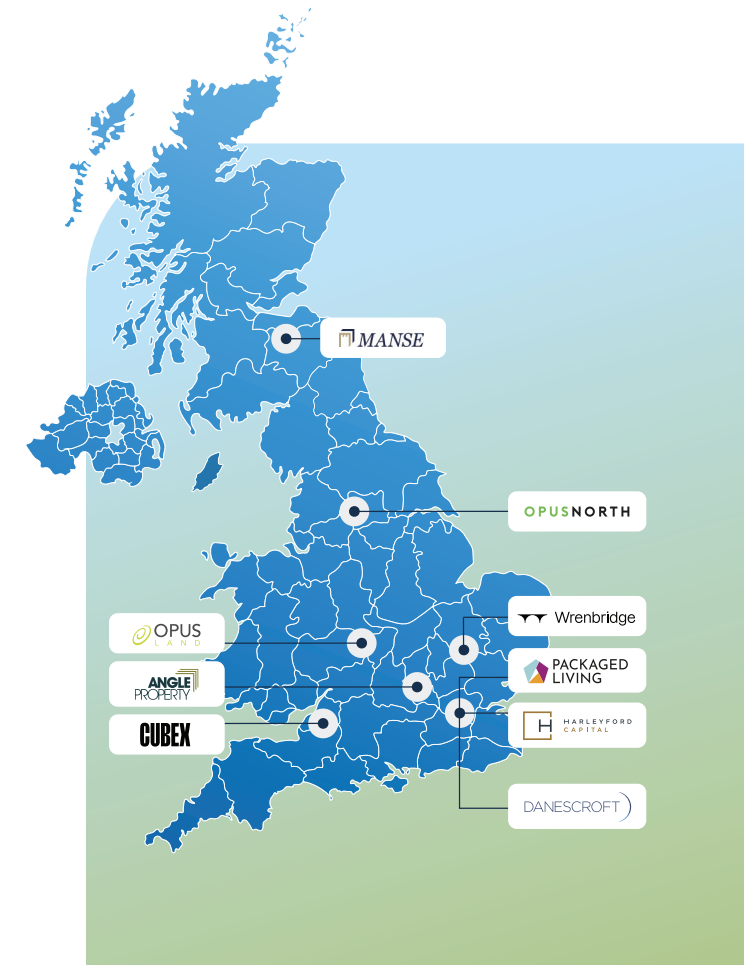 MANSE
OPUSNORTH
OPUS
LAND
Wrenbridge
ANGLE
PROPERTY
PACKAGED
LIVING
CUBEX
H
HARLEYFORD
CAPITAL
DANESCROFT